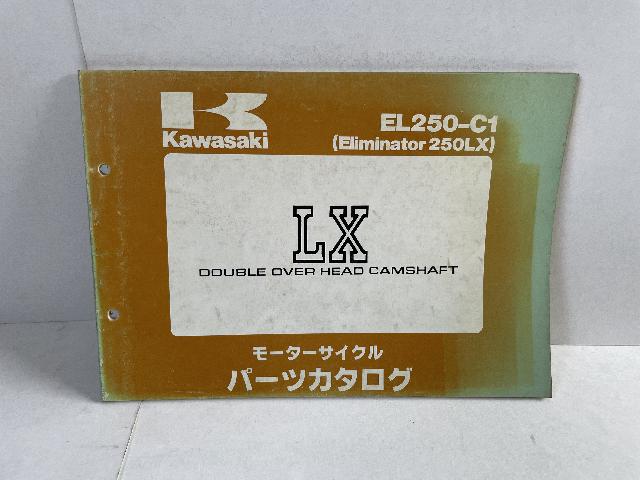 Kawasaki
EL250-C1
(Eliminator 250LX)
LX
DOUBLE OVER HEAD CAMSHAFT
モーターサイクル
パーツカタログ